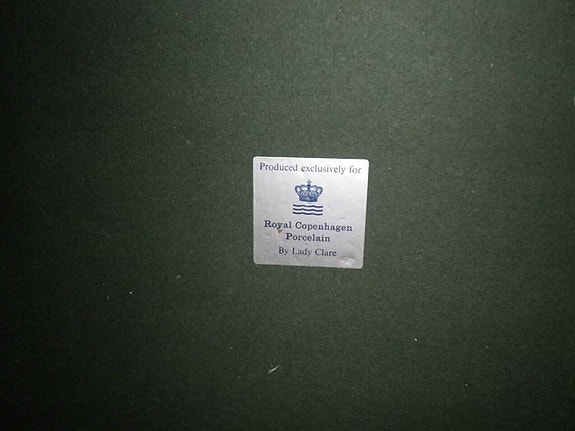 Produced exclusively for
Royal Copenhagen
Porcelain
By Lady Clare